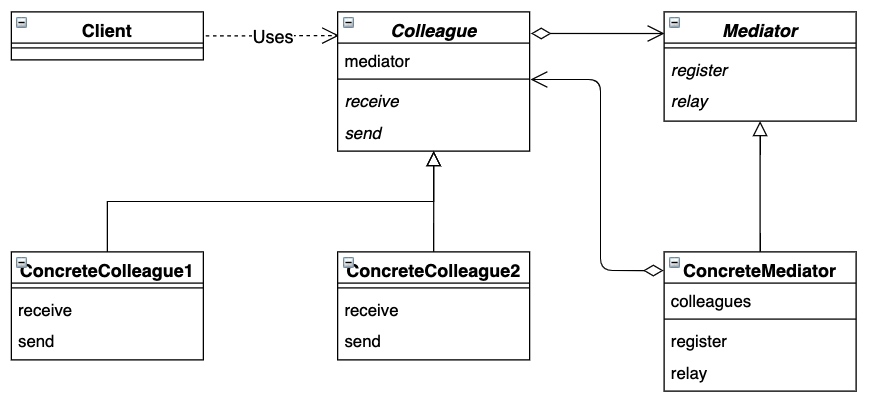 Client
Uses
Colleague
mediator
receive
send
Mediator
register
relay
ConcreteColleague1
receive
send
ConcreteColleague2
receive
send
ConcreteMediator
colleagues
register
relay